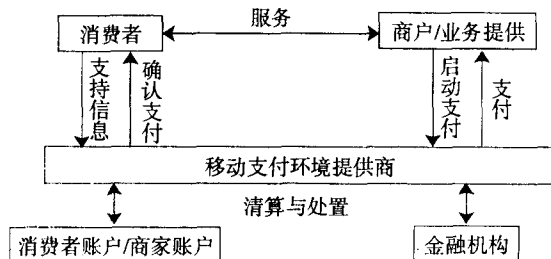 服务
消费者
商户/业务提供
支持信息
确认支付
启动支付
支付
移动支付环境提供商
清算与处置
消费者账户/商家账户
金融机构